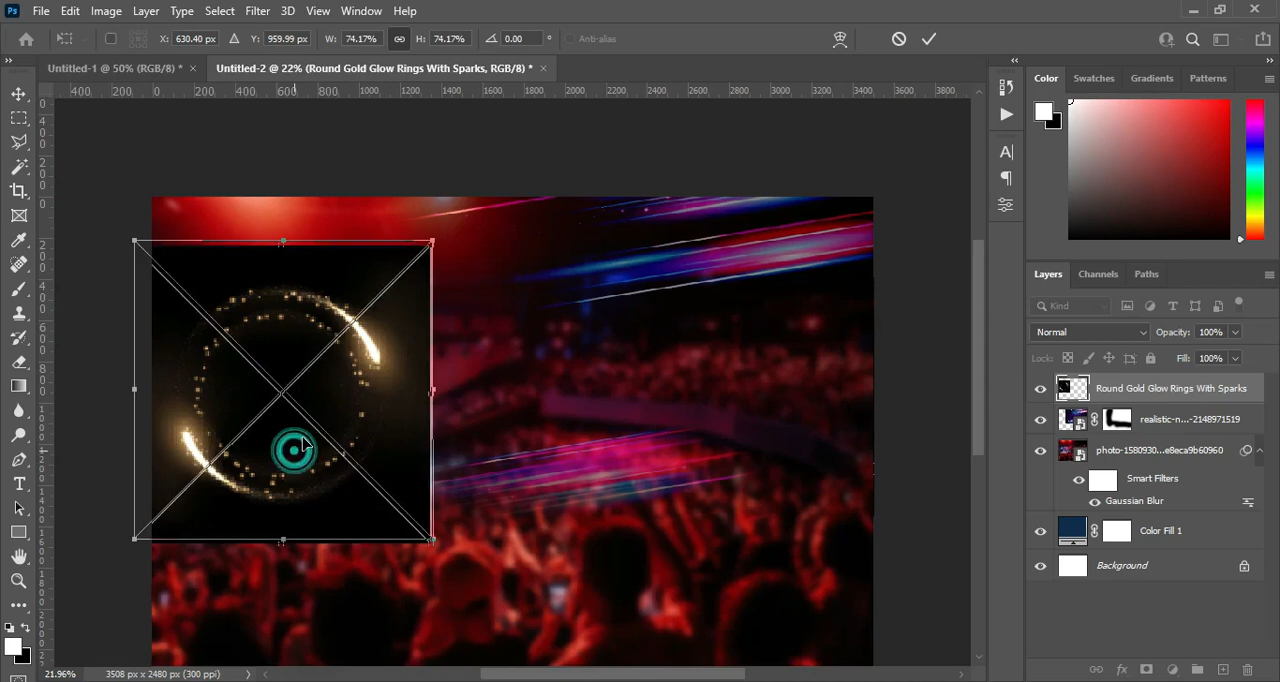 Ps File Edit Image Layer Type Select Filter 3D View Window Help
X: 630.40 px Y: 959.99 px W: 74.17% H: 74.17% 0.00 ° Anti-alias
Untitled-1 @ 50% (RGB/8) * × Untitled-2 @ 22% (Round Gold Glow Rings With Sparks, RGB/8) * ×
400 200 0 200 400 600 800 1000 1200 1400 1600 1800 2000 2200 2400 2600 2800 3000 3200 3400 3600 3800
Color Swatches Gradients Patterns
Layers Channels Paths
Kind
Normal Opacity: 100%
Lock: Fill: 100%
Round Gold Glow Rings With Sparks
realistic-n...-2148971519
photo-1580930...e8eca9b60960
Smart Filters
Gaussian Blur
Color Fill 1
Background
21.96% 3508 px x 2480 px (300 ppi)